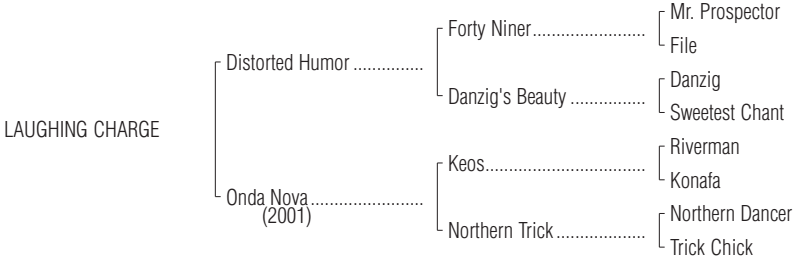 Mr. Prospector
Forty Niner.......................
File
Distorted Humor ...............
Danzig
Danzig's Beauty ................
Sweetest Chant
LAUGHING CHARGE
Riverman
Keos.................................
Konafa
Onda Nova........................
(2001)
Northern Dancer
Northern Trick...................
Trick Chick